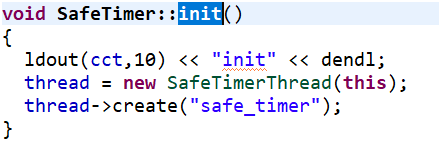 void SafeTimer::init()
{
ldout(cct,10) << "init" << dendl;
thread = new SafeTimerThread(this);
thread->create("safe_timer");
}